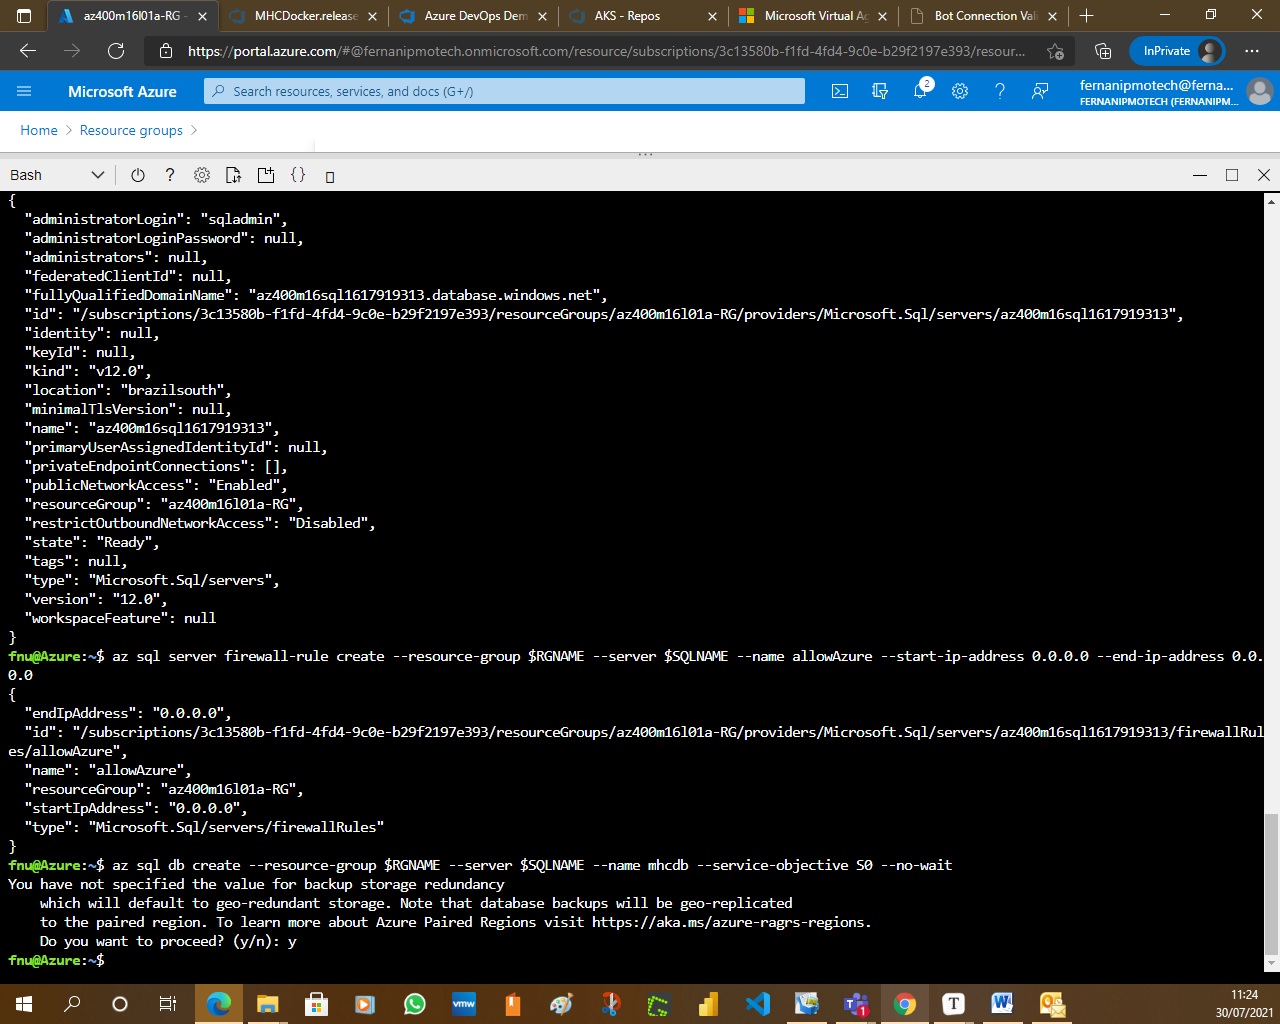 az400m16l01a-RG -
MHCDocker.release
Azure DevOps Dem
AKS - Repos
Microsoft Virtual Ag
Bot Connection Vali
https://portal.azure.com/#@fernanipmotech.onmicrosoft.com/resource/subscriptions/3c13580b-f1fd-4fd4-9c0e-b29f2197e393/resour...
InPrivate
Microsoft Azure
Search resources, services, and docs (G+/)
2
fernanipmotech@ferna...
FERNANIPMOTECH (FERNANIPM...
Home > Resource groups >
Bash
{
"administratorLogin": "sqladmin",
"administratorLoginPassword": null,
"administrators": null,
"federatedClientId": null,
"fullyQualifiedDomainName": "az400m16sql1617919313.database.windows.net",
"id": "/subscriptions/3c13580b-f1fd-4fd4-9c0e-b29f2197e393/resourceGroups/az400m16l01a-RG/providers/Microsoft.Sql/servers/az400m16sql1617919313",
"identity": null,
"keyId": null,
"kind": "v12.0",
"location": "brazilsouth",
"minimalTlsVersion": null,
"name": "az400m16sql1617919313",
"primaryUserAssignedIdentityId": null,
"privateEndpointConnections": [],
"publicNetworkAccess": "Enabled",
"resourceGroup": "az400m16l01a-RG",
"restrictOutboundNetworkAccess": "Disabled",
"state": "Ready",
"tags": null,
"type": "Microsoft.Sql/servers",
"version": "12.0",
"workspaceFeature": null
}
fnu@Azure:~$ az sql server firewall-rule create --resource-group $RGNAME --server $SQLNAME --name allowAzure --start-ip-address 0.0.0.0 --end-ip-address 0.0.
0.0
{
"endIpAddress": "0.0.0.0",
"id": "/subscriptions/3c13580b-f1fd-4fd4-9c0e-b29f2197e393/resourceGroups/az400m16l01a-RG/providers/Microsoft.Sql/servers/az400m16sql1617919313/firewallRul
es/allowAzure",
"name": "allowAzure",
"resourceGroup": "az400m16l01a-RG",
"startIpAddress": "0.0.0.0",
"type": "Microsoft.Sql/servers/firewallRules"
}
fnu@Azure:~$ az sql db create --resource-group $RGNAME --server $SQLNAME --name mhcdb --service-objective S0 --no-wait
You have not specified the value for backup storage redundancy
which will default to geo-redundant storage. Note that database backups will be geo-replicated
to the paired region. To learn more about Azure Paired Regions visit https://aka.ms/azure-ragrs-regions.
Do you want to proceed? (y/n): y
fnu@Azure:~$
vmw
1
T
11:24
30/07/2021